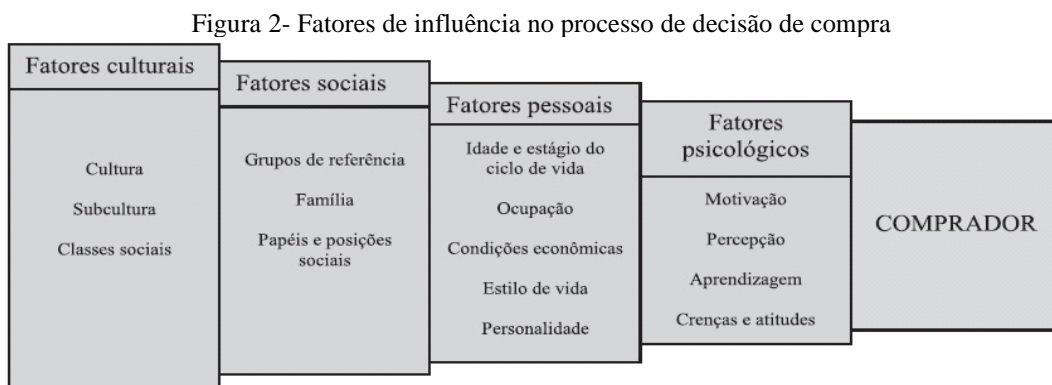 Figura 2- Fatores de influência no processo de decisão de compra
Fatores culturais
Cultura
Subcultura
Classes sociais
Fatores sociais
Grupos de referência
Família
Papéis e posições
sociais
Fatores pessoais
Idade e estágio do
ciclo de vida
Ocupação
Condições econômicas
Estilo de vida
Personalidade
Fatores
psicológicos
Motivação
Percepção
Aprendizagem
Crenças e atitudes
COMPRADOR